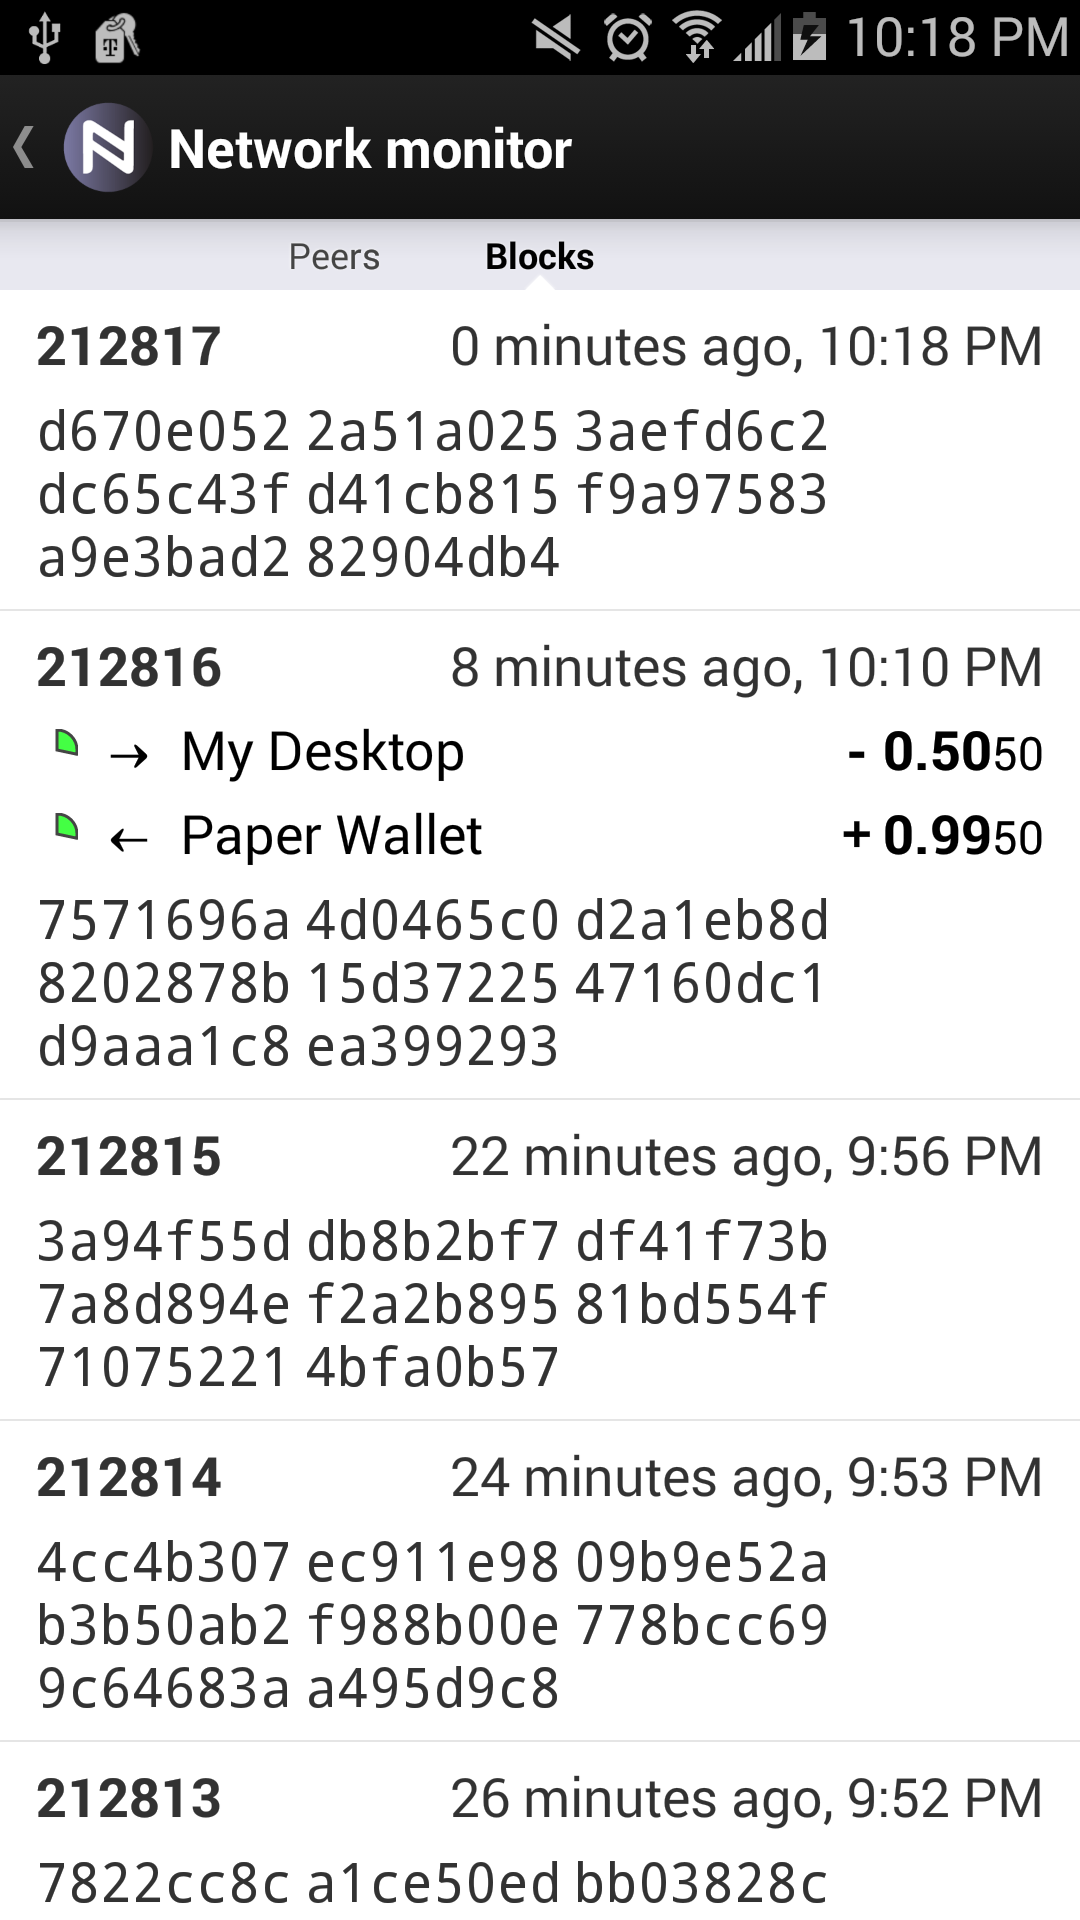 10:18 PM
Network monitor
Peers Blocks
212817 0 minutes ago, 10:18 PM
d670e052 2a51a025 3aefd6c2
dc65c43f d41cb815 f9a97583
a9e3bad2 82904db4
212816 8 minutes ago, 10:10 PM
→ My Desktop - 0.5050
← Paper Wallet + 0.9950
7571696a 4d0465c0 d2a1eb8d
8202878b 15d37225 47160dc1
d9aaa1c8 ea399293
212815 22 minutes ago, 9:56 PM
3a94f55d db8b2bf7 df41f73b
7a8d894e f2a2b895 81bd554f
71075221 4bfa0b57
212814 24 minutes ago, 9:53 PM
4cc4b307 ec911e98 09b9e52a
b3b50ab2 f988b00e 778bcc69
9c64683a a495d9c8
212813 26 minutes ago, 9:52 PM
7822cc8c a1ce50ed bb03828c